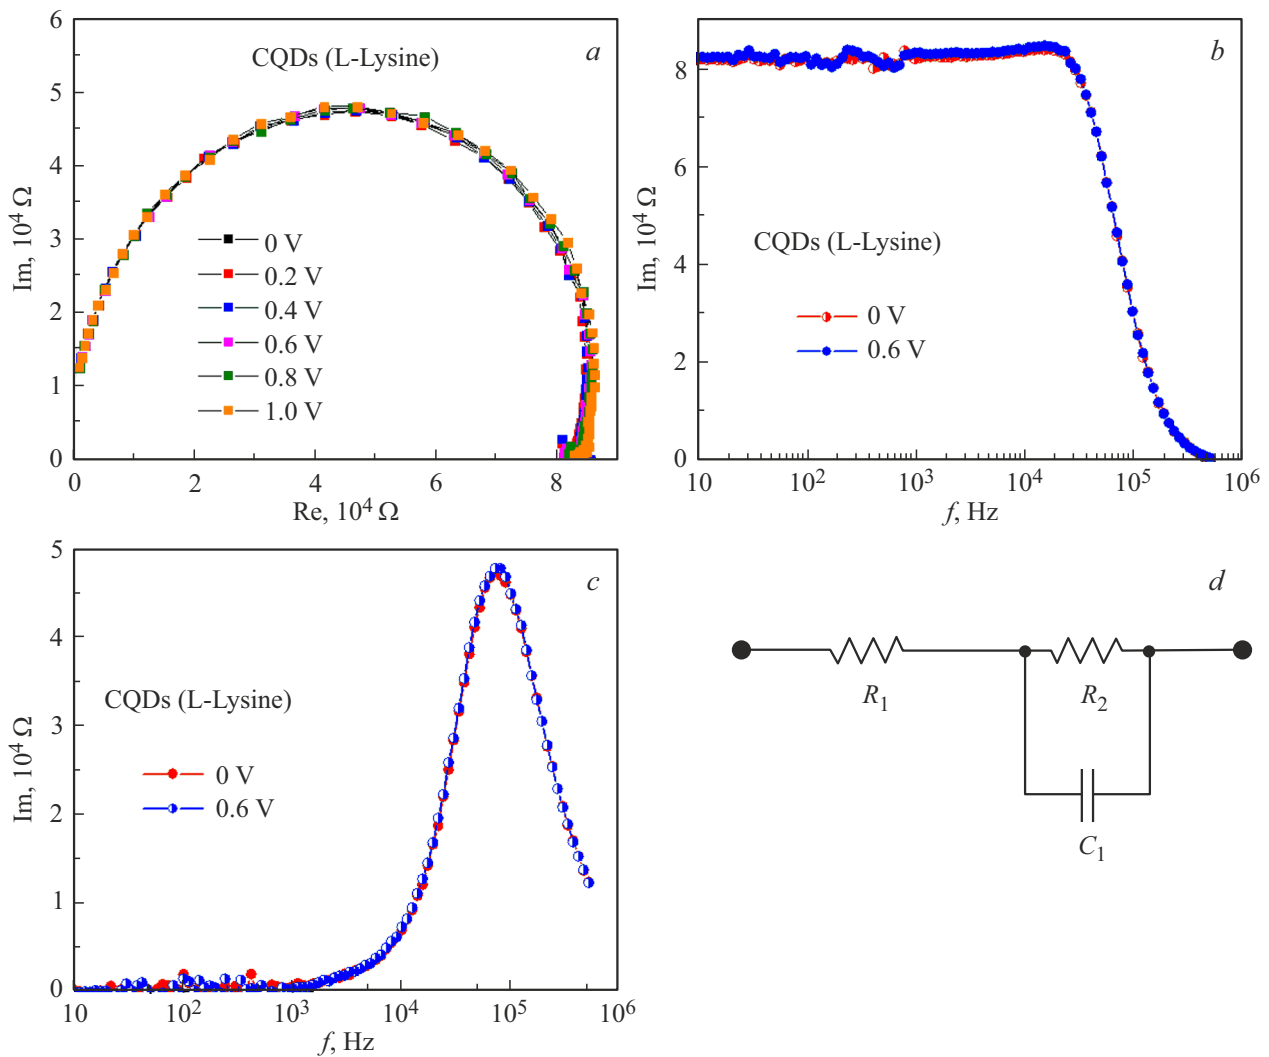 a
CQDs (L-Lysine)
Im, 10⁴ Ω
6
5
4
3
2
1
0
0 V
0.2 V
0.4 V
0.6 V
0.8 V
1.0 V
0 2 4 6 8
Re, 10⁴ Ω
b
Im, 10⁴ Ω
8
6
4
2
0
CQDs (L-Lysine)
0 V
0.6 V
10 10² 10³ 10⁴ 10⁵ 10⁶
f, Hz
c
Im, 10⁴ Ω
5
4
3
2
1
0
CQDs (L-Lysine)
0 V
0.6 V
10 10² 10³ 10⁴ 10⁵ 10⁶
f, Hz
d
R₁ R₂
C₁